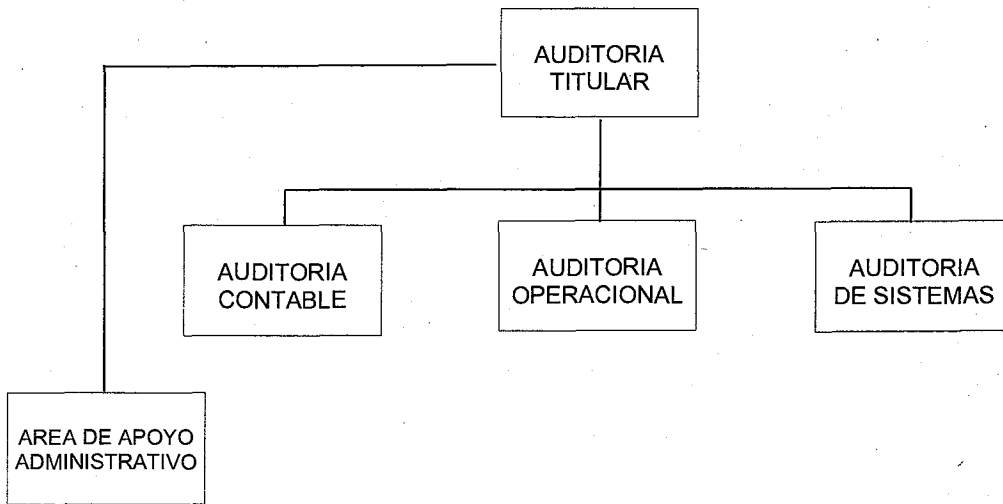 AUDITORIA
TITULAR
AUDITORIA
CONTABLE
AUDITORIA
OPERACIONAL
AUDITORIA
DE SISTEMAS
AREA DE APOYO
ADMINISTRATIVO